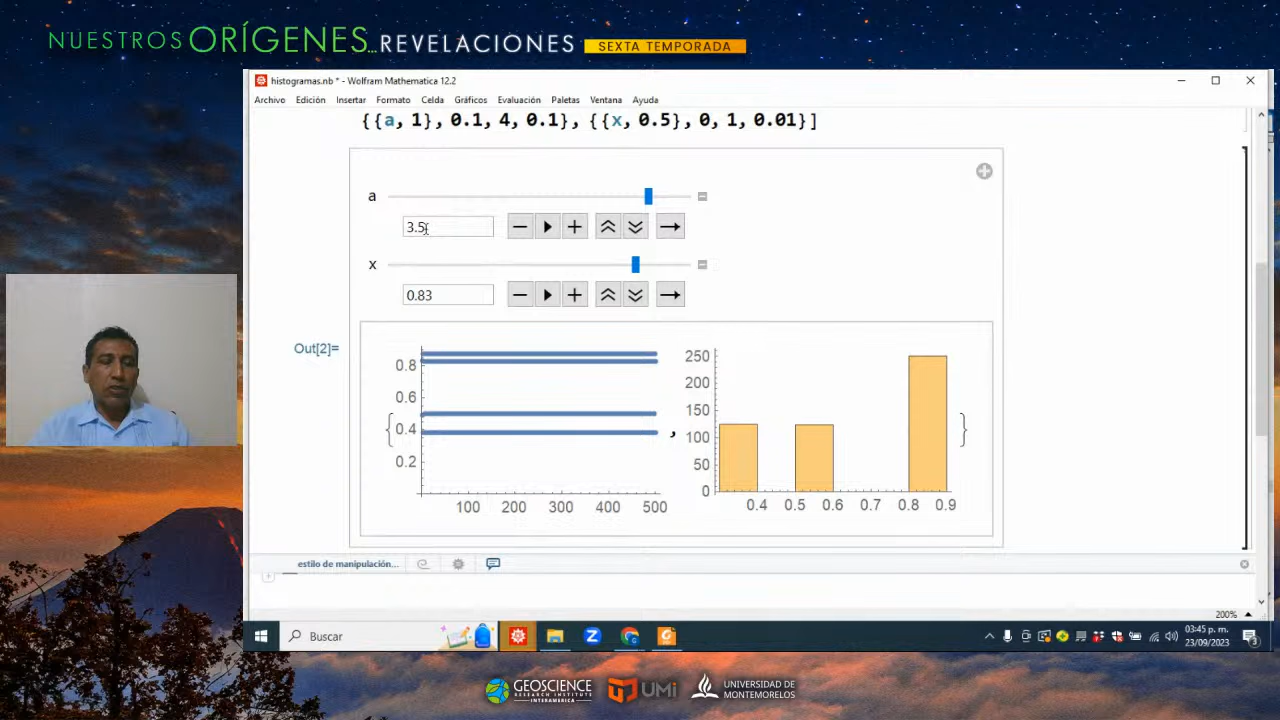 NUESTROS ORÍGENES... REVELACIONES SEXTA TEMPORADA
histogramas.nb * - Wolfram Mathematica 12.2
Archivo Edición Insertar Formato Celda Gráficos Evaluación Paletas Ventana Ayuda
{{a, 1}, 0.1, 4, 0.1}, {{x, 0.5}, 0, 1, 0.01}]
a
3.5
x
0.83
Out[2]=
{
0.8
0.6
0.4
0.2
100 200 300 400 500
,
250
200
150
100
50
0
0.4 0.5 0.6 0.7 0.8 0.9
}
estilo de manipulación...
200%
Buscar
03:45 p. m.
23/09/2023
3
GEOSCIENCE
RESEARCH INSTITUTE
INTERAMERICA
UMi
UNIVERSIDAD DE
MONTEMORELOS